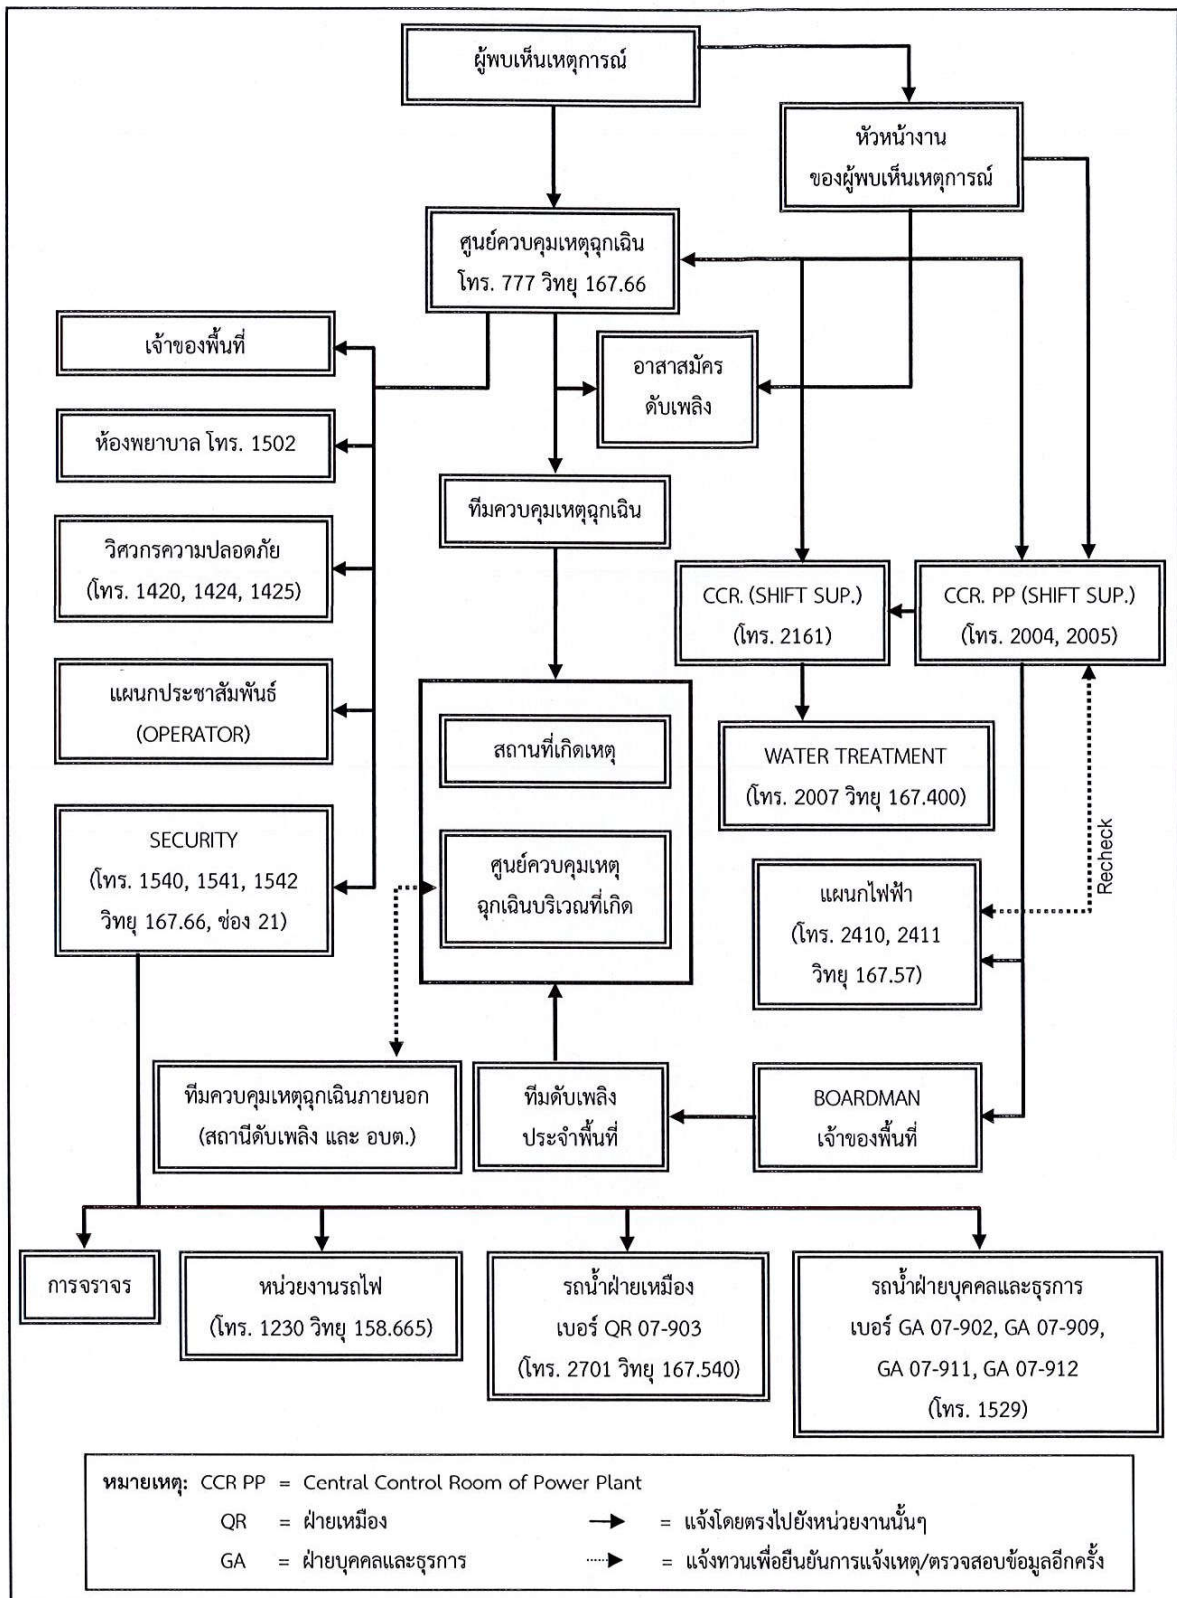 ผู้พบเห็นเหตุการณ์
หัวหน้างาน
ของผู้พบเห็นเหตุการณ์
ศูนย์ควบคุมเหตุฉุกเฉิน
โทร. 777 วิทยุ 167.66
เจ้าของพื้นที่
อาสาสมัคร
ดับเพลิง
ห้องพยาบาล โทร. 1502
ทีมควบคุมเหตุฉุกเฉิน
วิศวกรความปลอดภัย
(โทร. 1420, 1424, 1425)
CCR. (SHIFT SUP.)
(โทร. 2161)
CCR. PP (SHIFT SUP.)
(โทร. 2004, 2005)
แผนกประชาสัมพันธ์
(OPERATOR)
สถานที่เกิดเหตุ
WATER TREATMENT
(โทร. 2007 วิทยุ 167.400)
SECURITY
(โทร. 1540, 1541, 1542
วิทยุ 167.66, ช่อง 21)
ศูนย์ควบคุมเหตุ
ฉุกเฉินบริเวณที่เกิด
แผนกไฟฟ้า
(โทร. 2410, 2411
วิทยุ 167.57)
Recheck
ทีมควบคุมเหตุฉุกเฉินภายนอก
(สถานีดับเพลิง และ อบต.)
ทีมดับเพลิง
ประจำพื้นที่
BOARDMAN
เจ้าของพื้นที่
การจราจร
หน่วยงานรถไฟ
(โทร. 1230 วิทยุ 158.665)
รถน้ำฝ่ายเหมือง
เบอร์ QR 07-903
(โทร. 2701 วิทยุ 167.540)
รถน้ำฝ่ายบุคคลและธุรการ
เบอร์ GA 07-902, GA 07-909,
GA 07-911, GA 07-912
(โทร. 1529)
หมายเหตุ: CCR PP = Central Control Room of Power Plant
QR = ฝ่ายเหมือง = แจ้งโดยตรงไปยังหน่วยงานนั้นๆ
GA = ฝ่ายบุคคลและธุรการ = แจ้งทวนเพื่อยืนยันการแจ้งเหตุ/ตรวจสอบข้อมูลอีกครั้ง